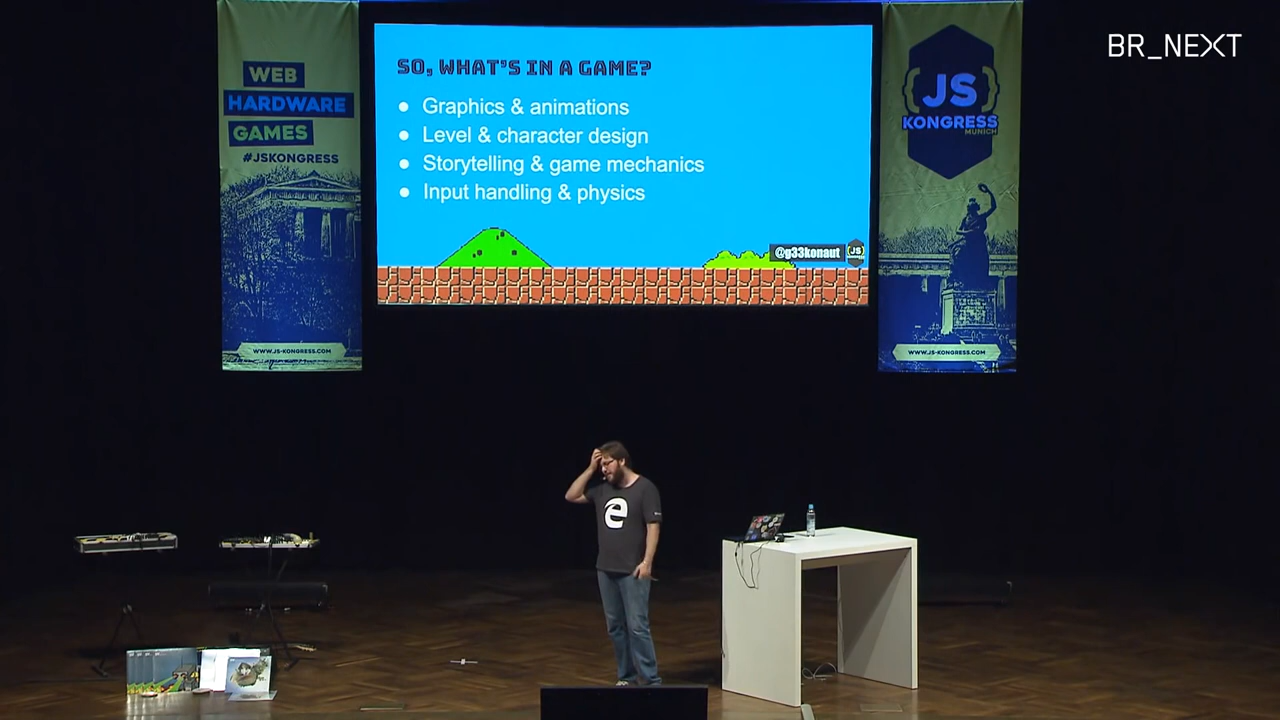 BR_NEXT
WEB
HARDWARE
GAMES
#JSKONGRESS
WWW.JS-KONGRESS.COM
SO, WHAT'S IN A GAME?
● Graphics & animations
● Level & character design
● Storytelling & game mechanics
● Input handling & physics
@g33konaut
{JS}
{JS}
KONGRESS
MUNICH
WWW.JS-KONGRESS.COM
e